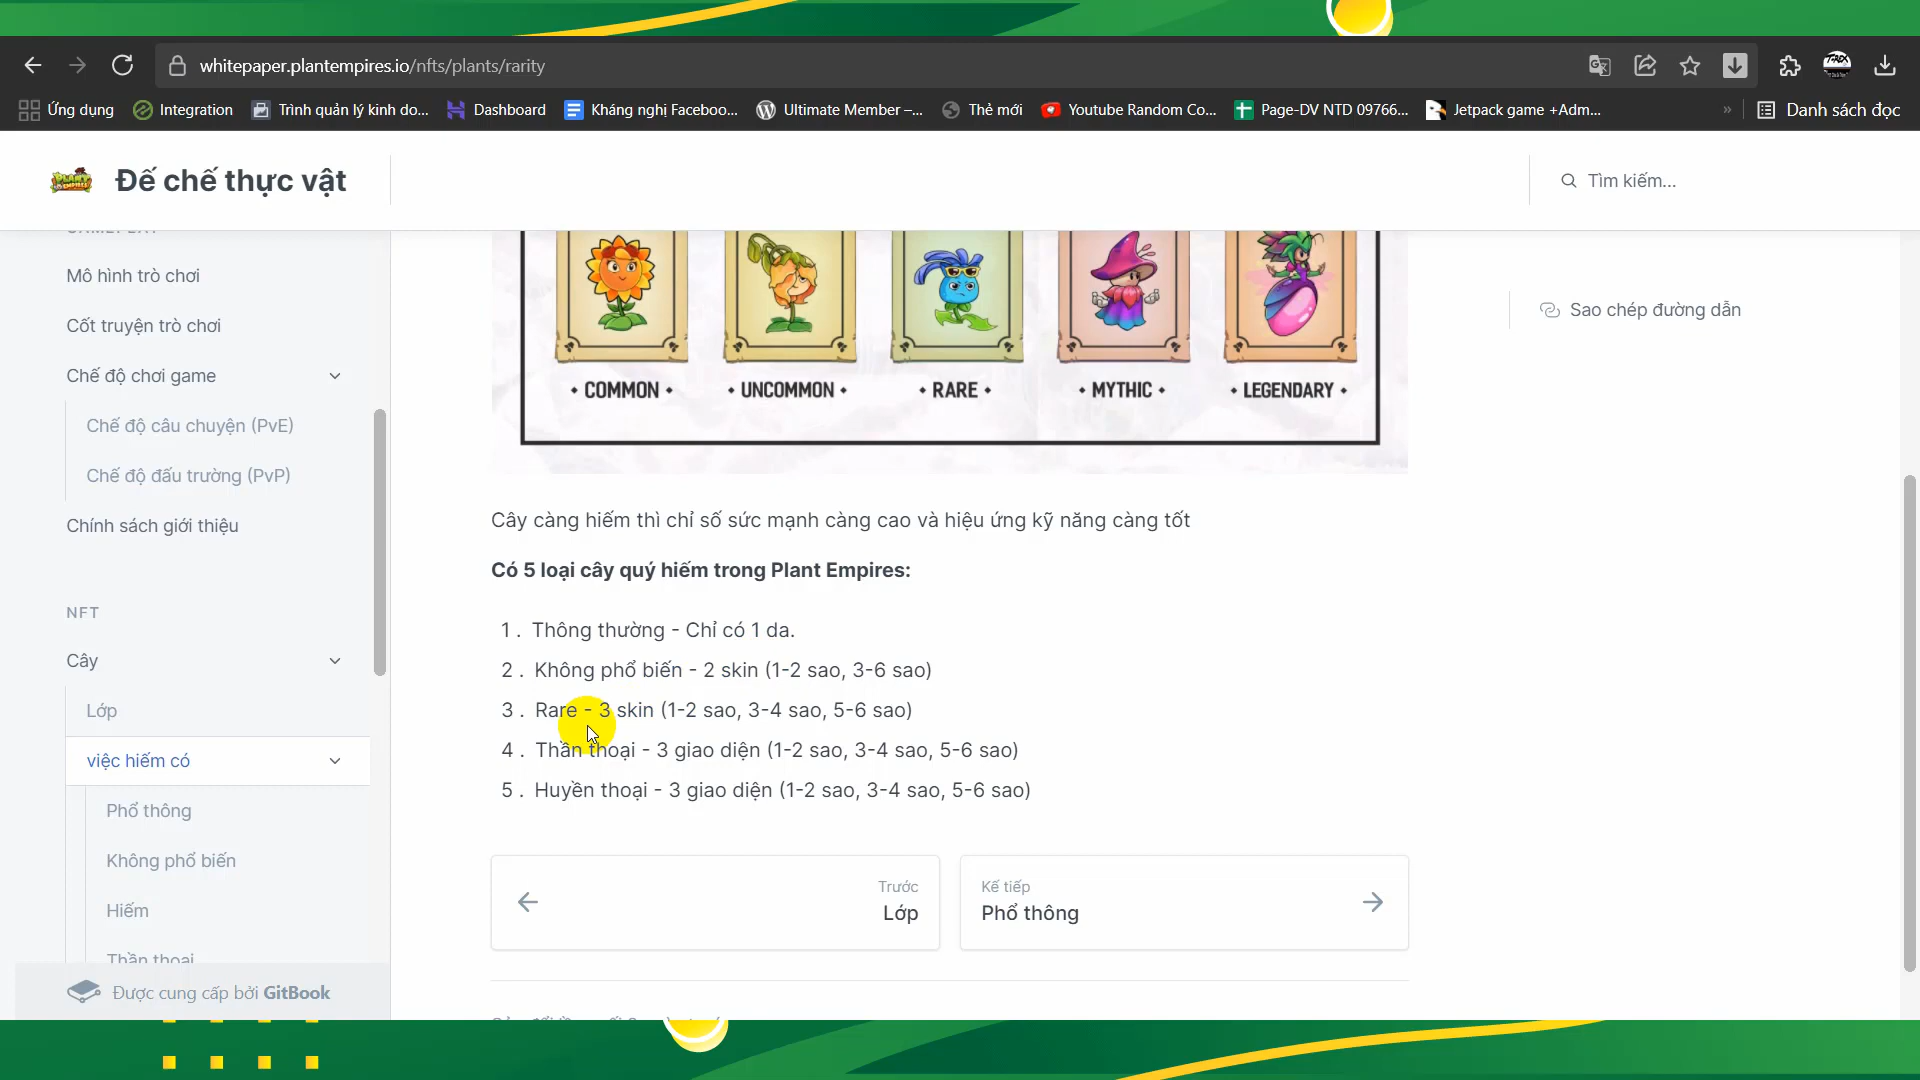 whitepaper.plantempires.io/nfts/plants/rarity
Ứng dụng
Integration
Trình quản lý kinh do...
Dashboard
Kháng nghị Faceboo...
Ultimate Member –...
Thẻ mới
Youtube Random Co...
Page-DV NTD 09766...
Jetpack game +Adm...
»
Danh sách đọc
PLANT EMPIRES
Đế chế thực vật
Tìm kiếm...
GAMEPLAY
Mô hình trò chơi
Cốt truyện trò chơi
Chế độ chơi game
Chế độ câu chuyện (PvE)
Chế độ đấu trường (PvP)
Chính sách giới thiệu
NFT
Cây
Lớp
việc hiếm có
Phổ thông
Không phổ biến
Hiếm
Thần thoại
Được cung cấp bởi GitBook
• COMMON •
• UNCOMMON •
• RARE •
• MYTHIC •
• LEGENDARY •
Sao chép đường dẫn
Cây càng hiếm thì chỉ số sức mạnh càng cao và hiệu ứng kỹ năng càng tốt
Có 5 loại cây quý hiếm trong Plant Empires:
1 . Thông thường - Chỉ có 1 da.
2 . Không phổ biến - 2 skin (1-2 sao, 3-6 sao)
3 . Rare - 3 skin (1-2 sao, 3-4 sao, 5-6 sao)
4 . Thần thoại - 3 giao diện (1-2 sao, 3-4 sao, 5-6 sao)
5 . Huyền thoại - 3 giao diện (1-2 sao, 3-4 sao, 5-6 sao)
Trước
Lớp
Kế tiếp
Phổ thông